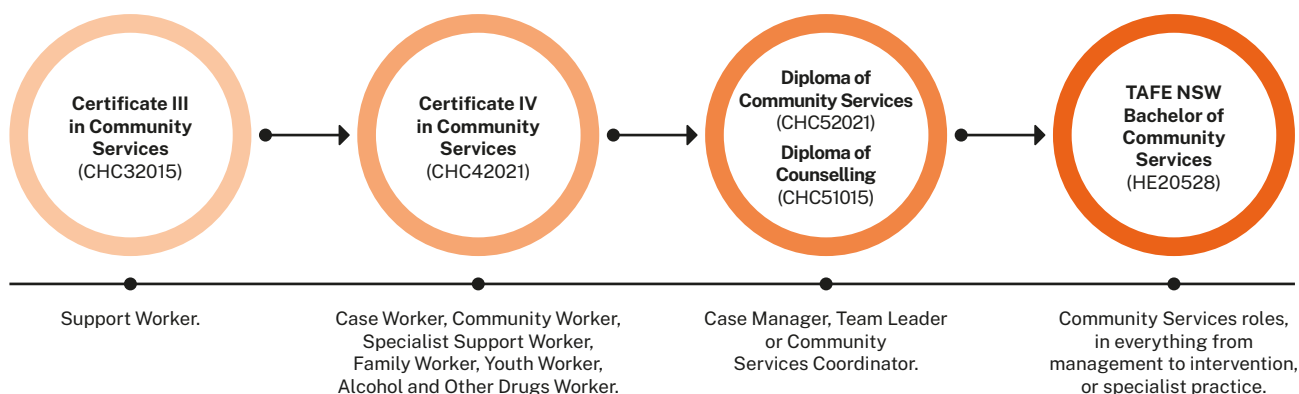 Certificate III
in Community
Services
(CHC32015)
Certificate IV
in Community
Services
(CHC42021)
Diploma of
Community Services
(CHC52021)
Diploma of
Counselling
(CHC51015)
TAFE NSW
Bachelor of
Community
Services
(HE20528)
Support Worker.
Case Worker, Community Worker,
Specialist Support Worker,
Family Worker, Youth Worker,
Alcohol and Other Drugs Worker.
Case Manager, Team Leader
or Community
Services Coordinator.
Community Services roles,
in everything from
management to intervention,
or specialist practice.